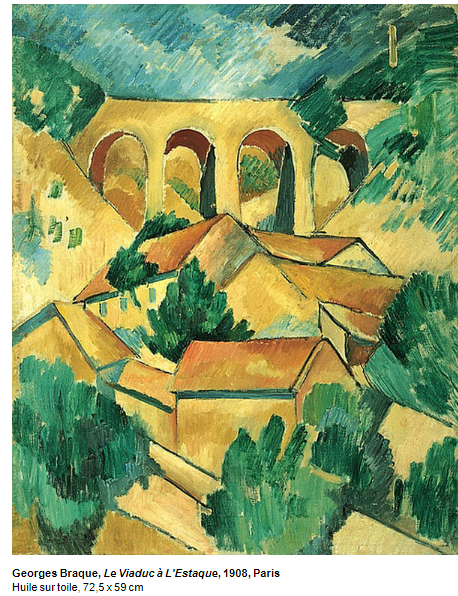 Georges Braque, Le Viaduc à L'Estaque, 1908, Paris
Huile sur toile, 72,5 x 59 cm